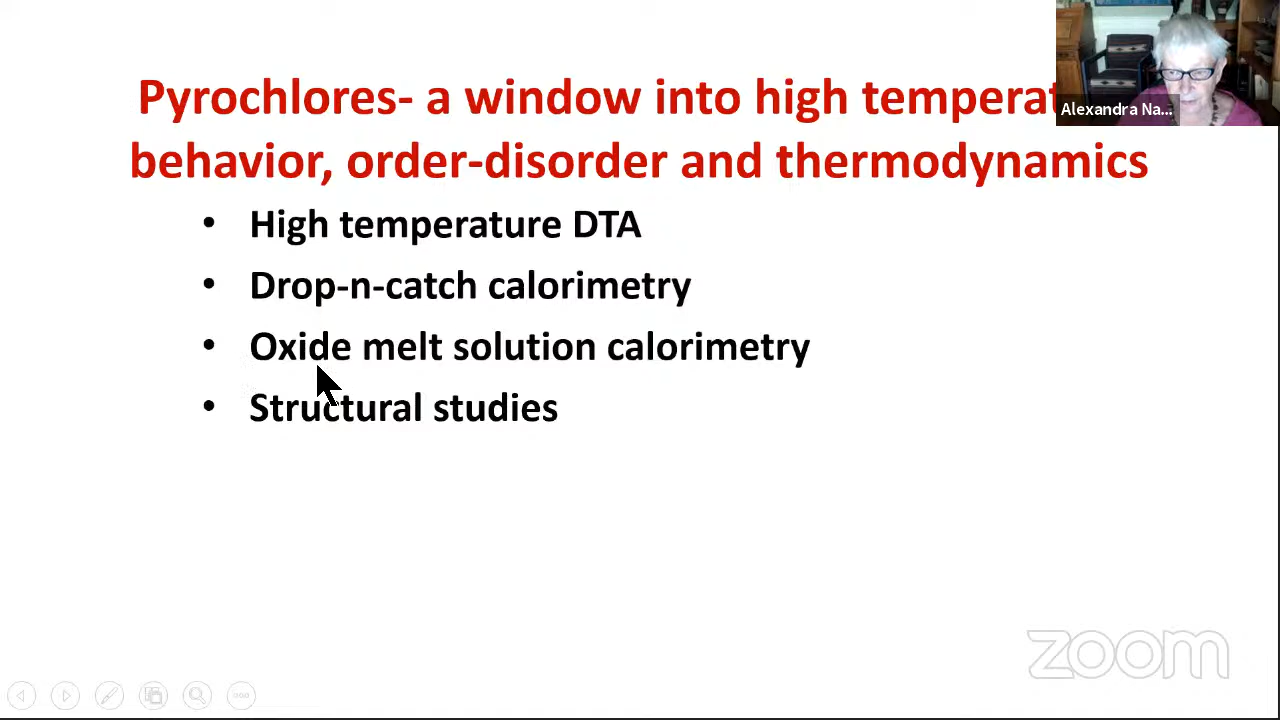 Pyrochlores- a window into high temperat
behavior, order-disorder and thermodynamics
• High temperature DTA
• Drop-n-catch calorimetry
• Oxide melt solution calorimetry
• Structural studies
Alexandra Na...
zoom